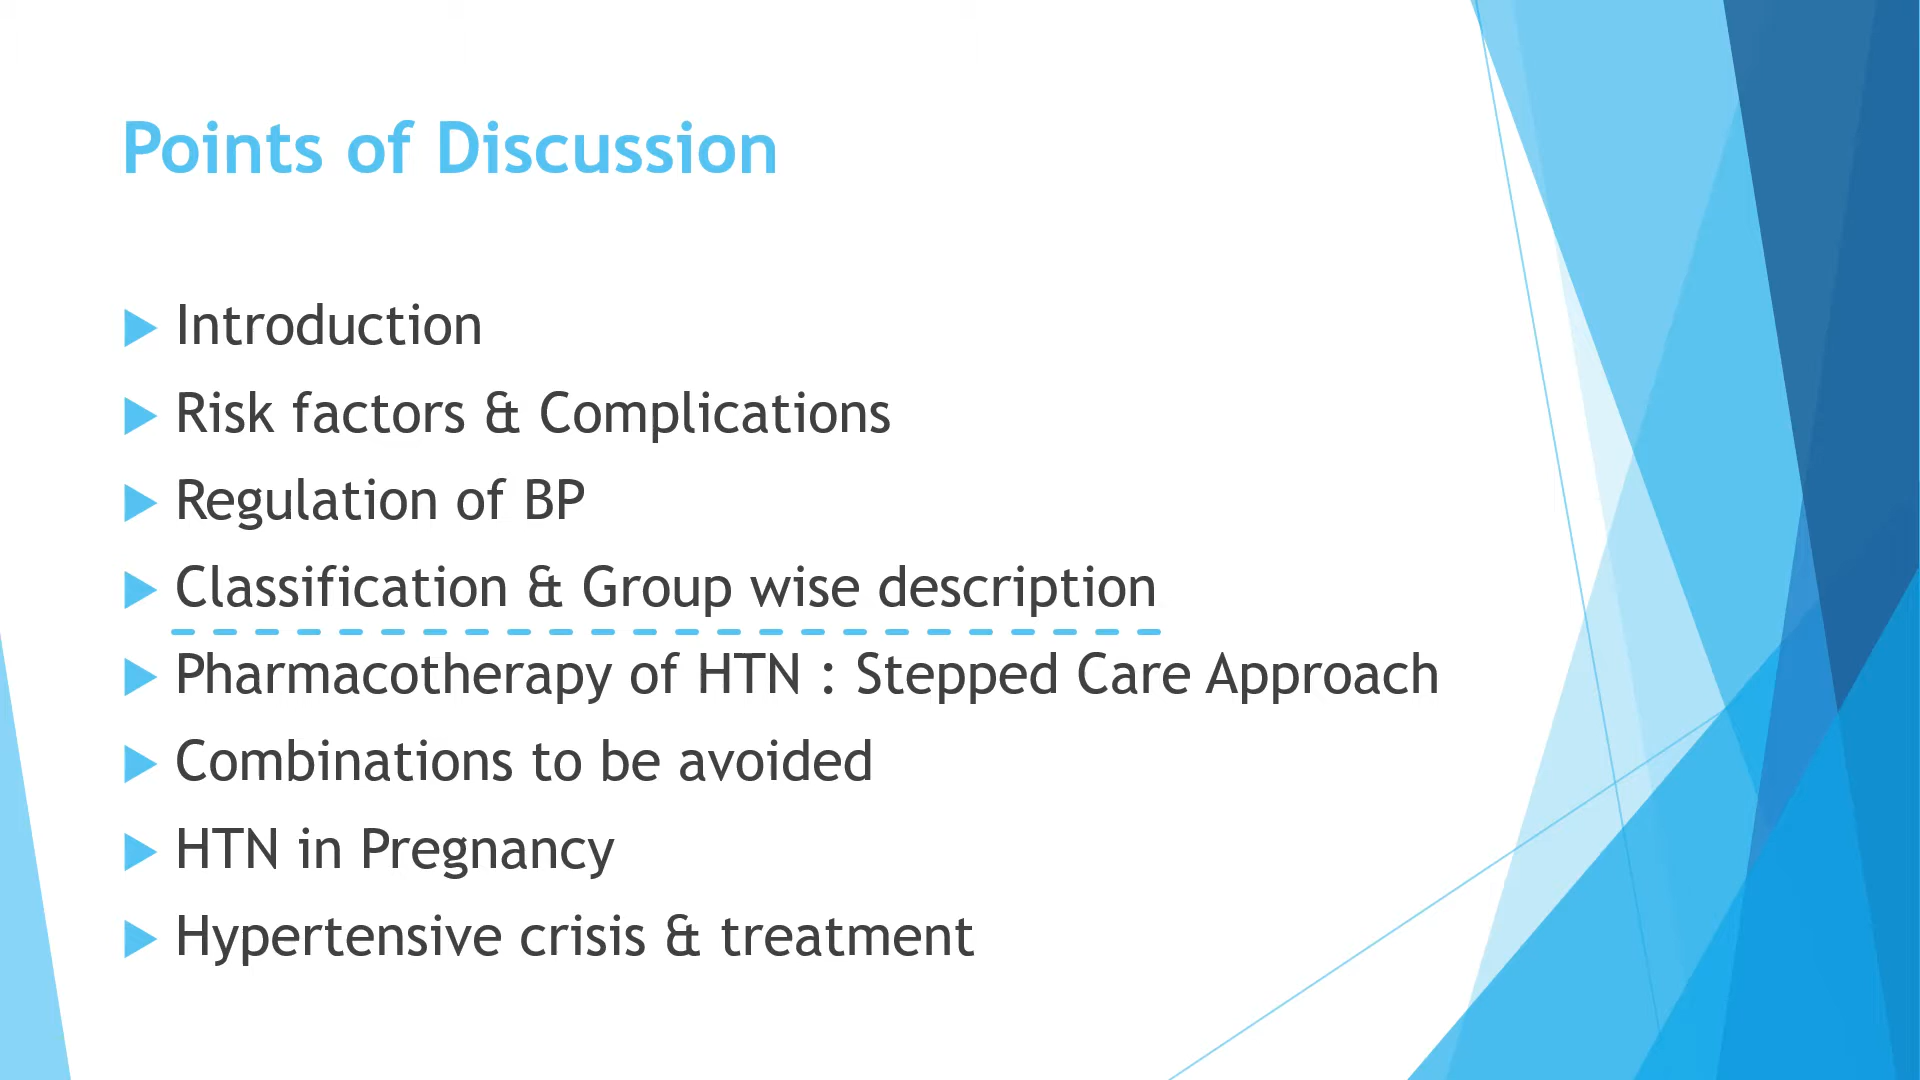 Points of Discussion
Introduction
Risk factors & Complications
Regulation of BP
Classification & Group wise description
Pharmacotherapy of HTN : Stepped Care Approach
Combinations to be avoided
HTN in Pregnancy
Hypertensive crisis & treatment